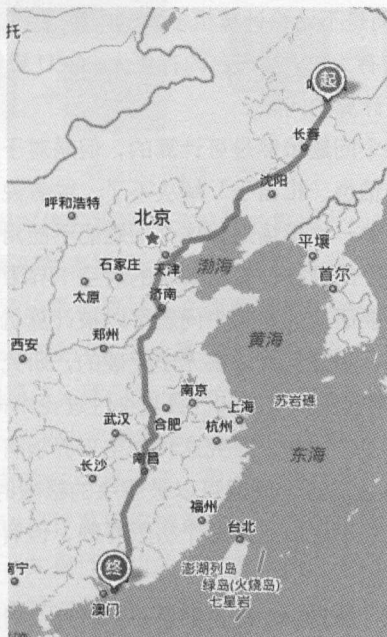 托
起
哈
长春
沈阳
呼和浩特
北京
平壤
天津
渤海
石家庄
首尔
太原
济南
黄海
郑州
西安
南京
苏岩礁
上海
武汉
合肥
杭州
东海
南昌
长沙
福州
台北
终
澎湖列岛
南宁
绿岛(火烧岛)
澳门
七星岩